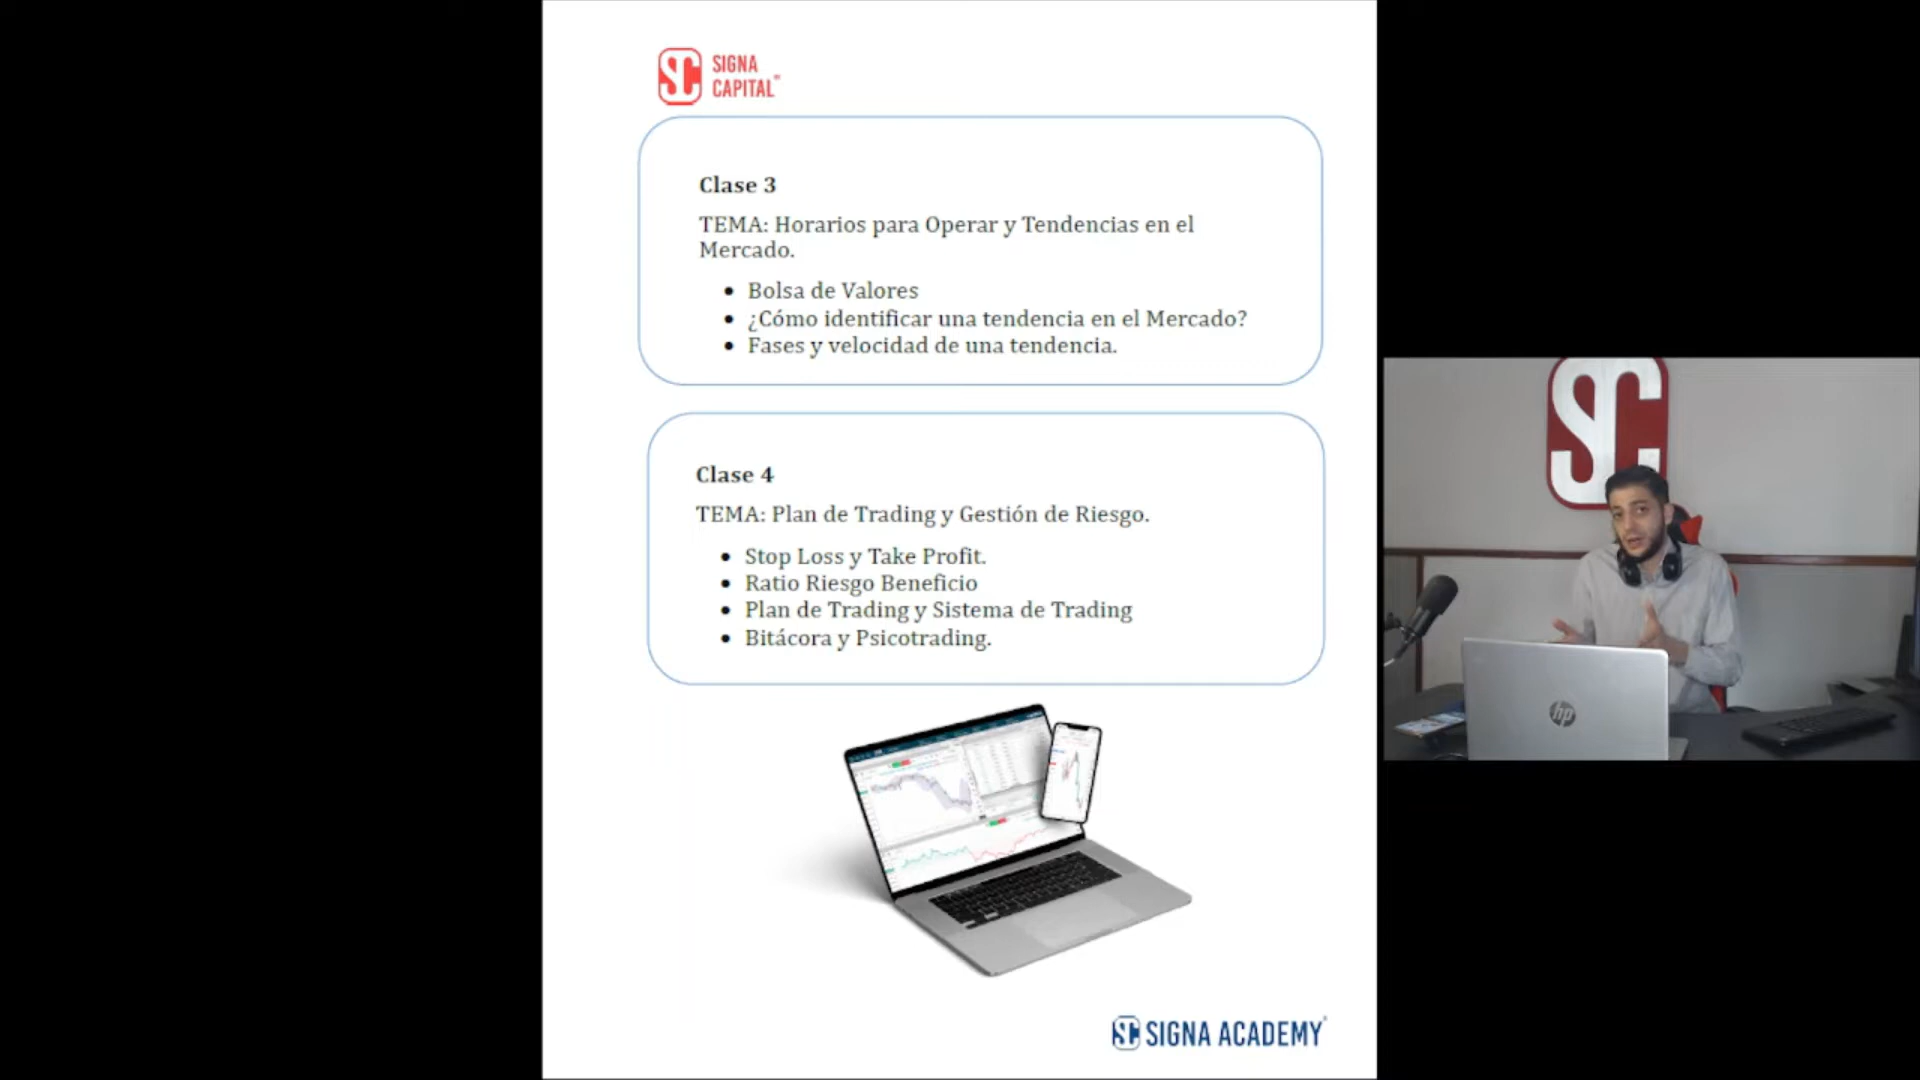 SIGNA
CAPITAL
Clase 3
TEMA: Horarios para Operar y Tendencias en el
Mercado.
• Bolsa de Valores
• ¿Cómo identificar una tendencia en el Mercado?
• Fases y velocidad de una tendencia.
Clase 4
TEMA: Plan de Trading y Gestión de Riesgo.
• Stop Loss y Take Profit.
• Ratio Riesgo Beneficio
• Plan de Trading y Sistema de Trading
• Bitácora y Psicotrading.
SIGNA ACADEMY
SC
hp